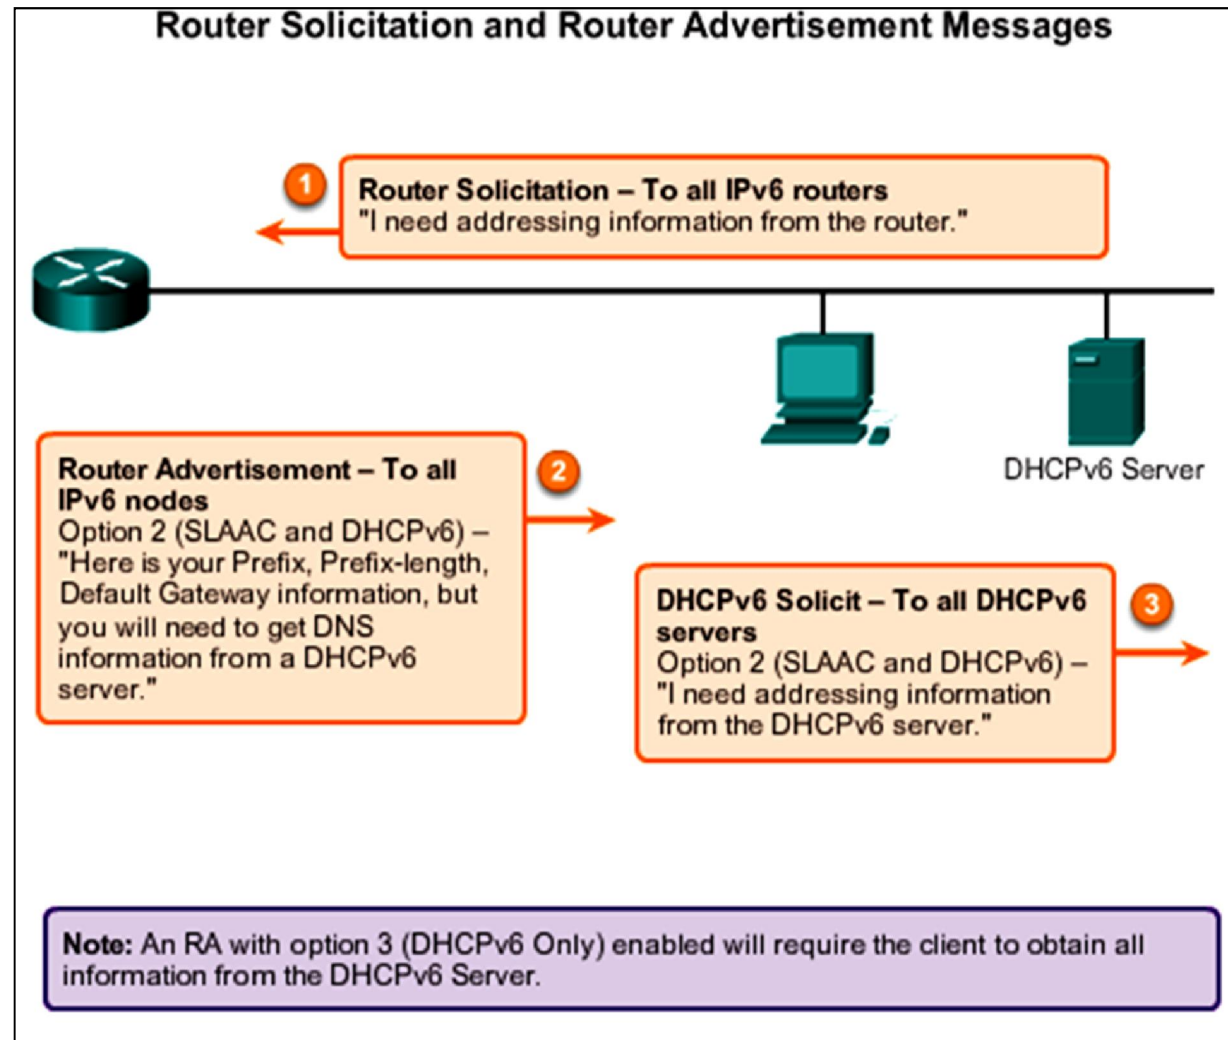 Router Solicitation and Router Advertisement Messages
1
Router Solicitation – To all IPv6 routers
"I need addressing information from the router."
DHCPv6 Server
Router Advertisement – To all
IPv6 nodes
Option 2 (SLAAC and DHCPv6) –
"Here is your Prefix, Prefix-length,
Default Gateway information, but
you will need to get DNS
information from a DHCPv6
server."
2
DHCPv6 Solicit – To all DHCPv6
servers
Option 2 (SLAAC and DHCPv6) –
"I need addressing information
from the DHCPv6 server."
3
Note: An RA with option 3 (DHCPv6 Only) enabled will require the client to obtain all
information from the DHCPv6 Server.